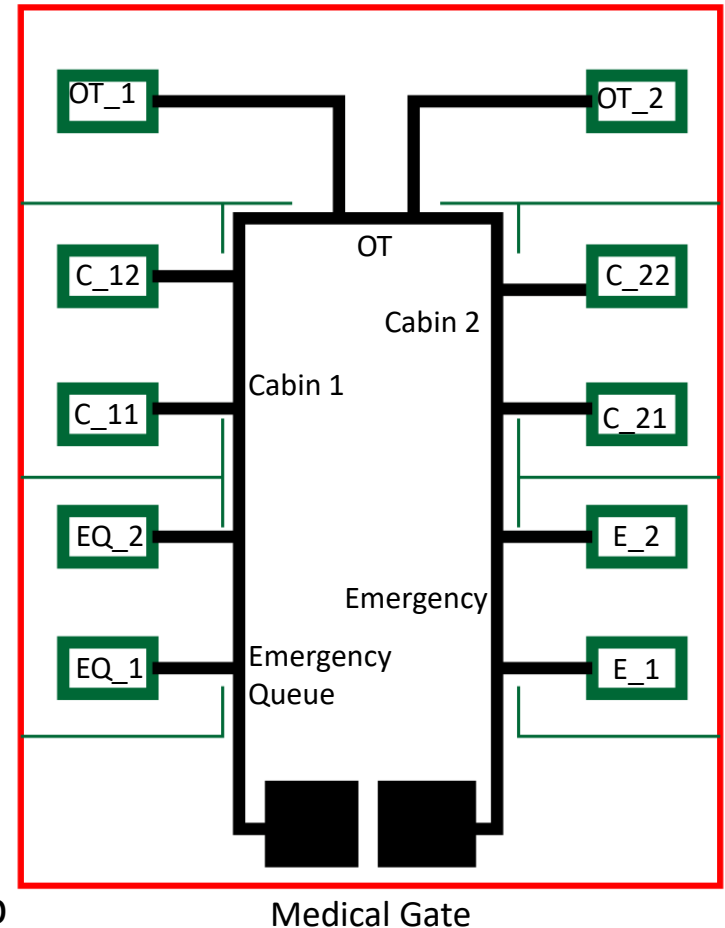 OT_1
OT_2
OT
C_12
C_22
Cabin 2
Cabin 1
C_11
C_21
EQ_2
E_2
Emergency
Emergency
Queue
EQ_1
E_1
Medical Gate